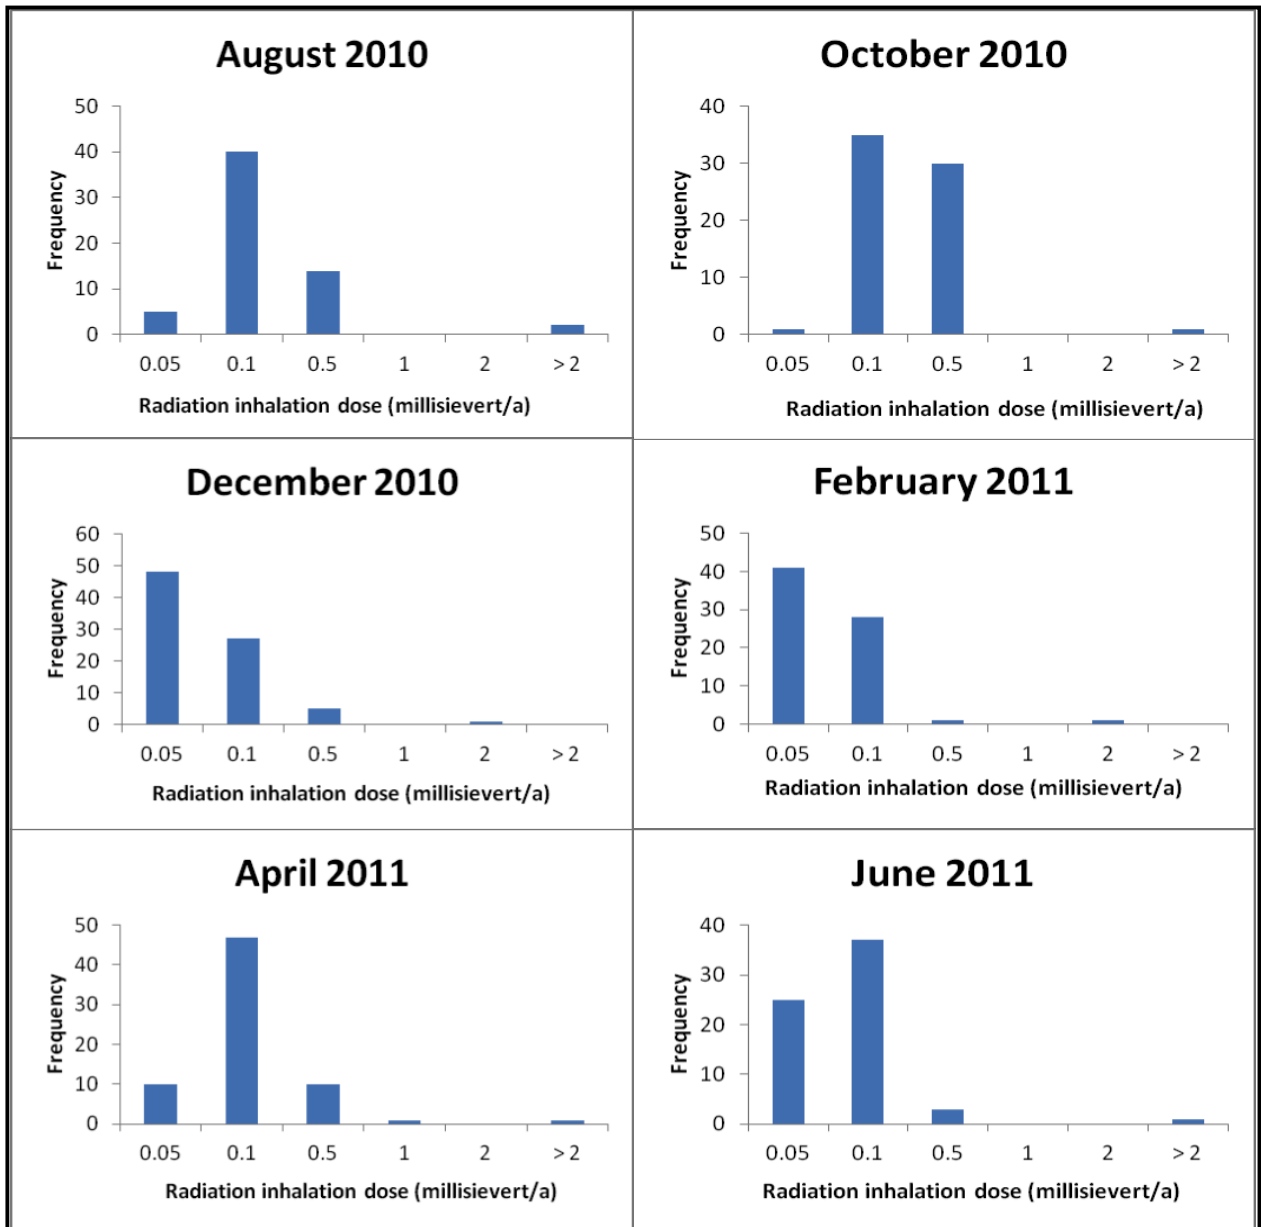 August 2010
50
40
30
20
10
0
Frequency
0.05 0.1 0.5 1 2 > 2
Radiation inhalation dose (millisievert/a)
October 2010
40
30
20
10
0
Frequency
0.05 0.1 0.5 1 2 > 2
Radiation inhalation dose (millisievert/a)
December 2010
60
50
40
30
20
10
0
Frequency
0.05 0.1 0.5 1 2 > 2
Radiation inhalation dose (millisievert/a)
February 2011
50
40
30
20
10
0
Frequency
0.05 0.1 0.5 1 2 > 2
Radiation inhalation dose (millisievert/a)
April 2011
50
40
30
20
10
0
Frequency
0.05 0.1 0.5 1 2 > 2
Radiation inhalation dose (millisievert/a)
June 2011
40
30
20
10
0
Frequency
0.05 0.1 0.5 1 2 > 2
Radiation inhalation dose (millisievert/a)